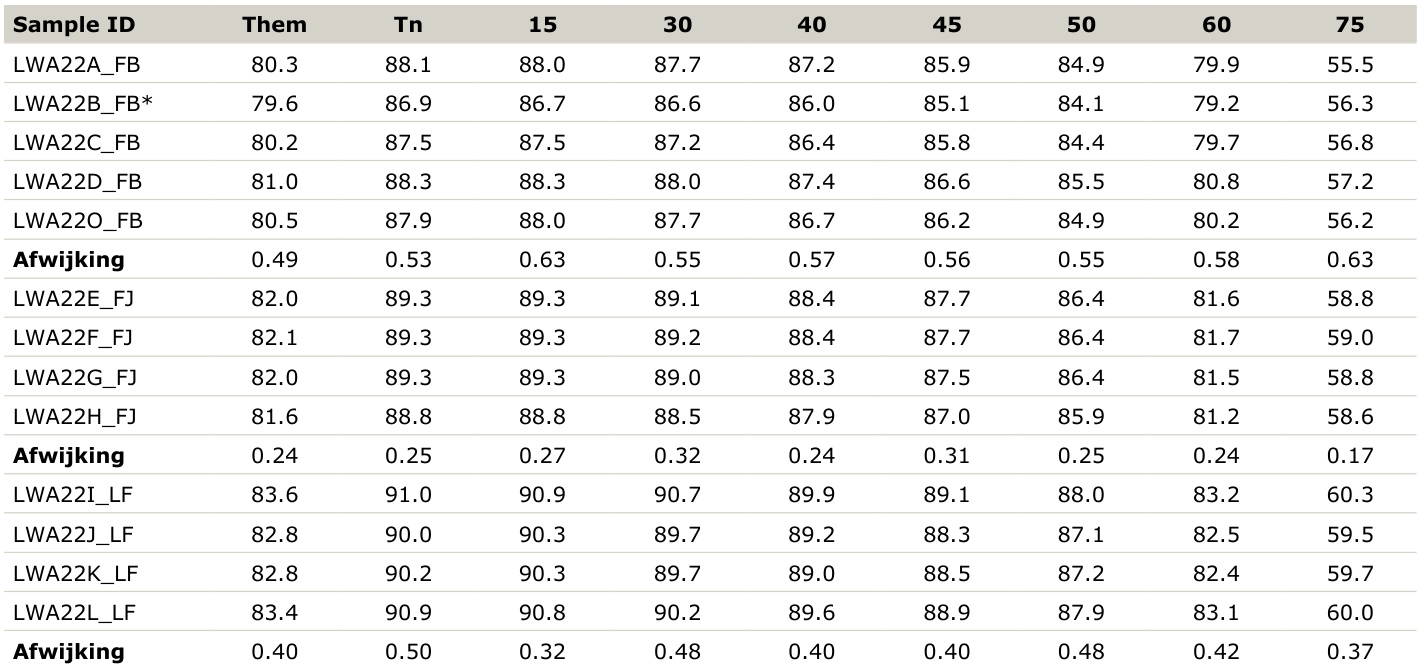 Sample ID Them Tn 15 30 40 45 50 60 75
LWA22A_FB 80.3 88.1 88.0 87.7 87.2 85.9 84.9 79.9 55.5
LWA22B_FB* 79.6 86.9 86.7 86.6 86.0 85.1 84.1 79.2 56.3
LWA22C_FB 80.2 87.5 87.5 87.2 86.4 85.8 84.4 79.7 56.8
LWA22D_FB 81.0 88.3 88.3 88.0 87.4 86.6 85.5 80.8 57.2
LWA22O_FB 80.5 87.9 88.0 87.7 86.7 86.2 84.9 80.2 56.2
Afwijking 0.49 0.53 0.63 0.55 0.57 0.56 0.55 0.58 0.63
LWA22E_FJ 82.0 89.3 89.3 89.1 88.4 87.7 86.4 81.6 58.8
LWA22F_FJ 82.1 89.3 89.3 89.2 88.4 87.7 86.4 81.7 59.0
LWA22G_FJ 82.0 89.3 89.3 89.0 88.3 87.5 86.4 81.5 58.8
LWA22H_FJ 81.6 88.8 88.8 88.5 87.9 87.0 85.9 81.2 58.6
Afwijking 0.24 0.25 0.27 0.32 0.24 0.31 0.25 0.24 0.17
LWA22I_LF 83.6 91.0 90.9 90.7 89.9 89.1 88.0 83.2 60.3
LWA22J_LF 82.8 90.0 90.3 89.7 89.2 88.3 87.1 82.5 59.5
LWA22K_LF 82.8 90.2 90.3 89.7 89.0 88.5 87.2 82.4 59.7
LWA22L_LF 83.4 90.9 90.8 90.2 89.6 88.9 87.9 83.1 60.0
Afwijking 0.40 0.50 0.32 0.48 0.40 0.40 0.48 0.42 0.37